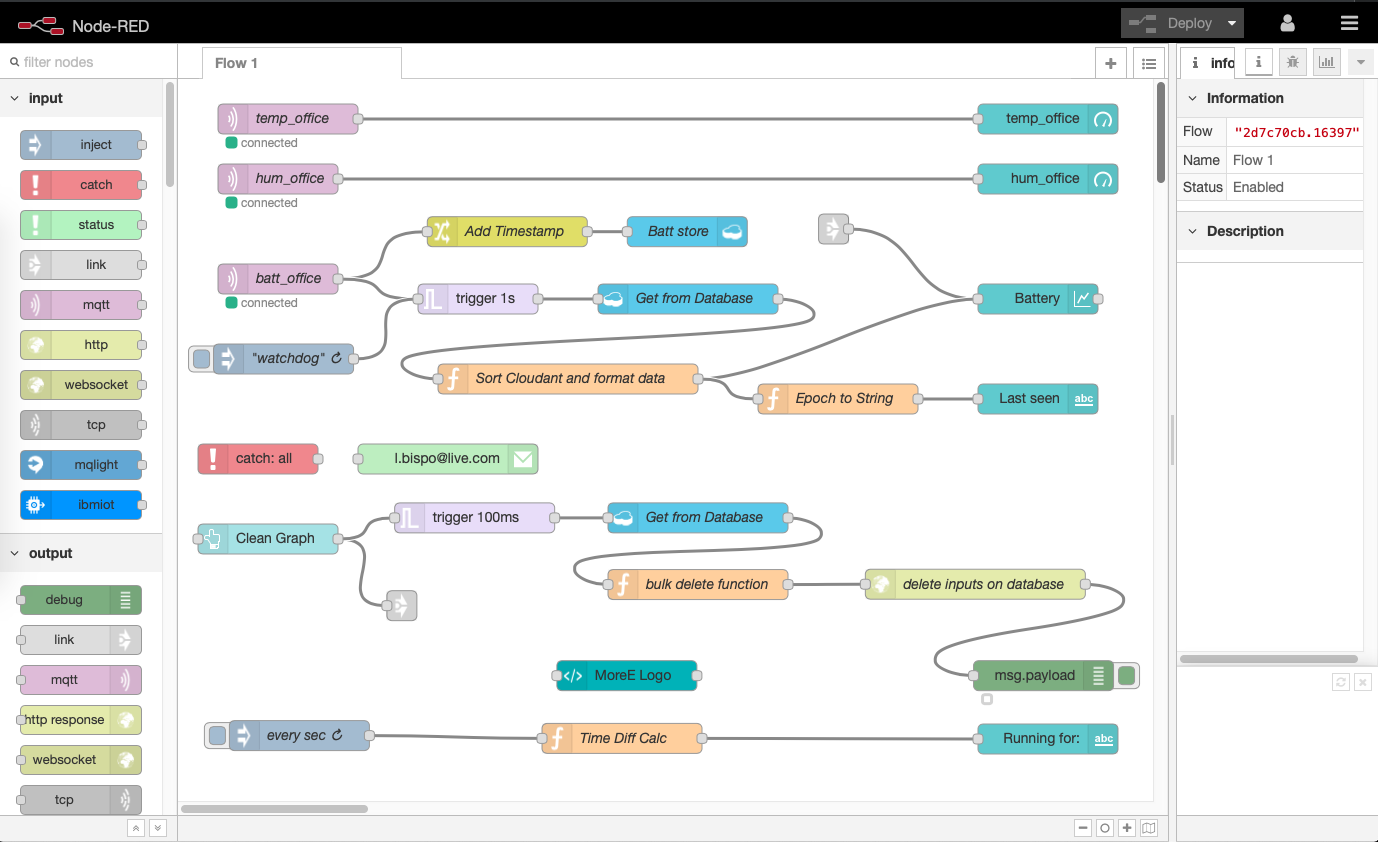 Node-RED
Deploy
filter nodes
Flow 1
info
input
inject
catch
status
link
mqtt
http
websocket
tcp
mqlight
ibmiot
output
debug
link
mqtt
http response
websocket
tcp
temp_office
connected
temp_office
hum_office
connected
hum_office
Add Timestamp
Batt store
batt_office
connected
trigger 1s
Get from Database
Battery
"watchdog" ↻
Sort Cloudant and format data
Epoch to String
Last seen
abc
catch: all
l.bispo@live.com
trigger 100ms
Get from Database
Clean Graph
bulk delete function
delete inputs on database
MoreE Logo
msg.payload
every sec ↻
Time Diff Calc
Running for:
abc
Information
Flow "2d7c70cb.16397"
Name Flow 1
Status Enabled
Description